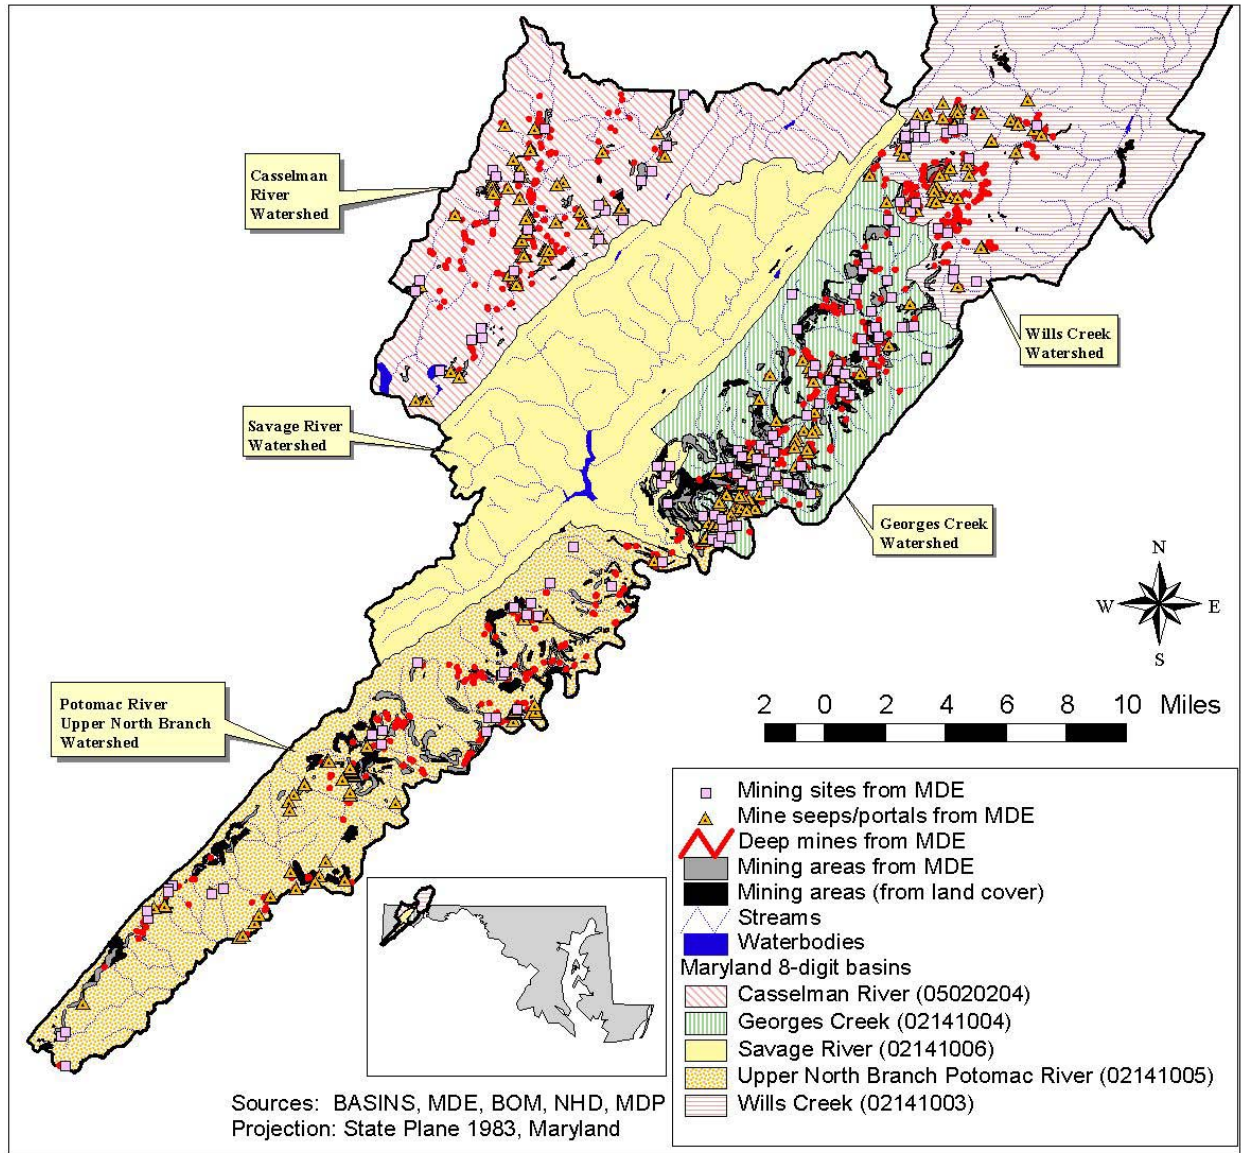 Casselman
River
Watershed
Savage River
Watershed
Wills Creek
Watershed
Georges Creek
Watershed
Potomac River
Upper North Branch
Watershed
N
W E
S
2 0 2 4 6 8 10 Miles
Mining sites from MDE
Mine seeps/portals from MDE
Deep mines from MDE
Mining areas from MDE
Mining areas (from land cover)
Streams
Waterbodies
Maryland 8-digit basins
Casselman River (05020204)
Georges Creek (02141004)
Savage River (02141006)
Upper North Branch Potomac River (02141005)
Wills Creek (02141003)
Sources: BASINS, MDE, BOM, NHD, MDP
Projection: State Plane 1983, Maryland